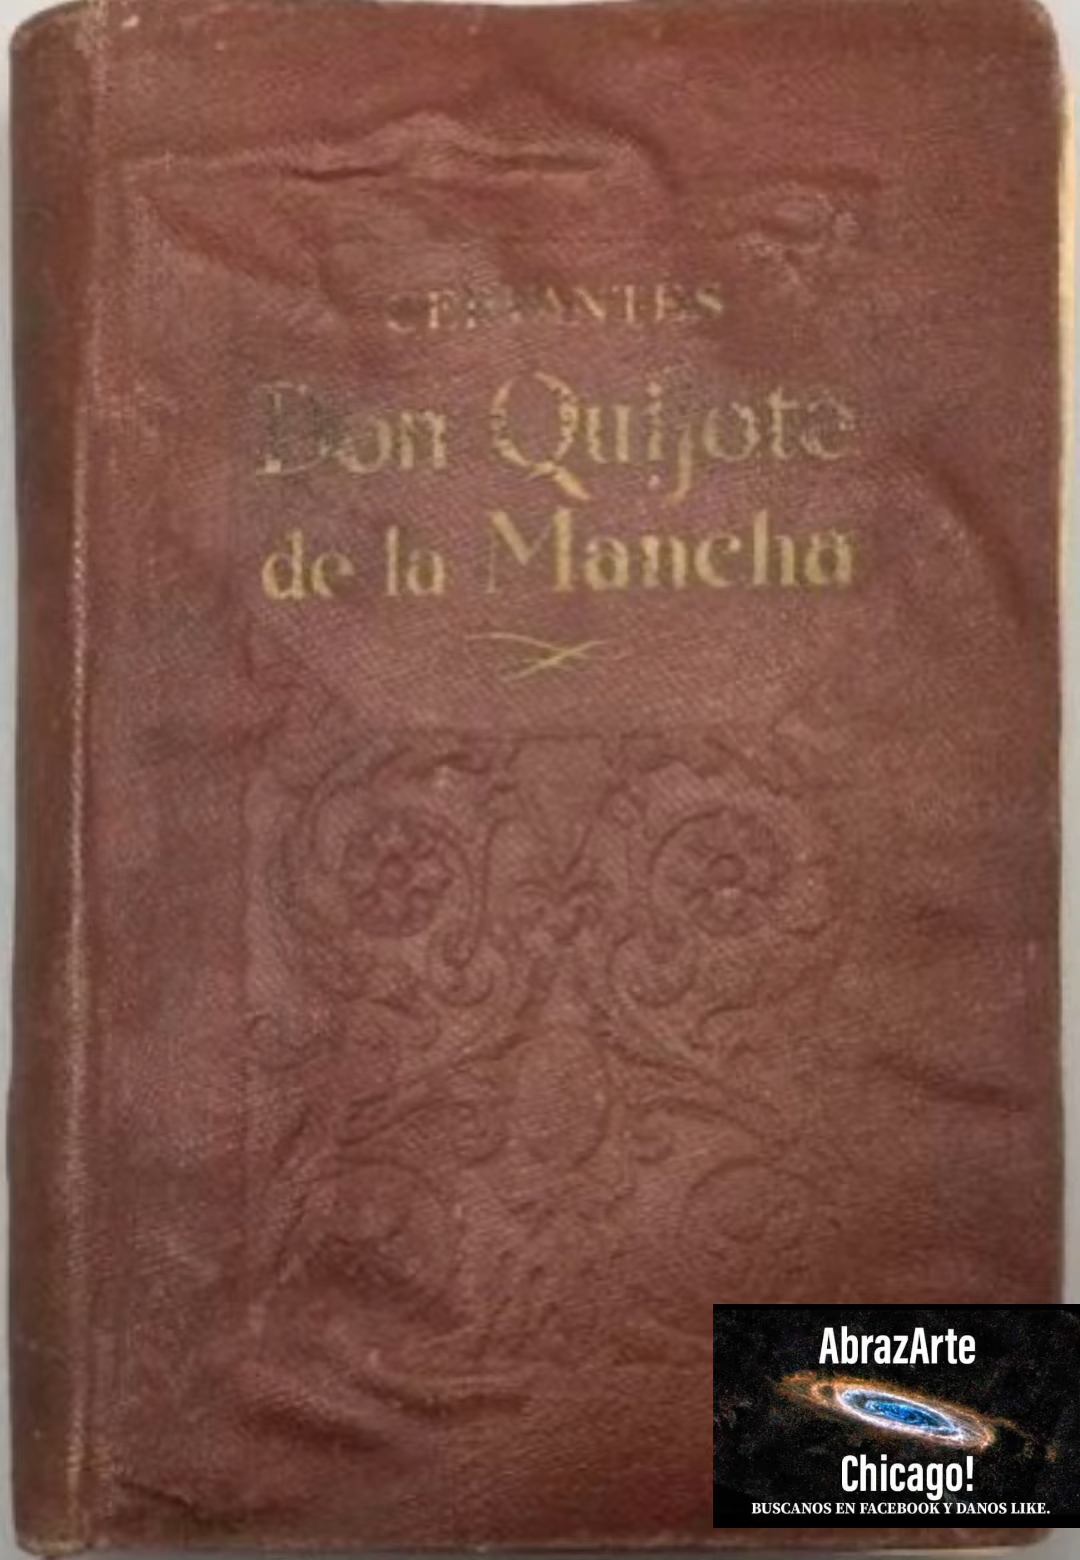 CERVANTES
Don Quijote
de la Mancha
AbrazArte
Chicago!
BUSCANOS EN FACEBOOK Y DANOS LIKE.